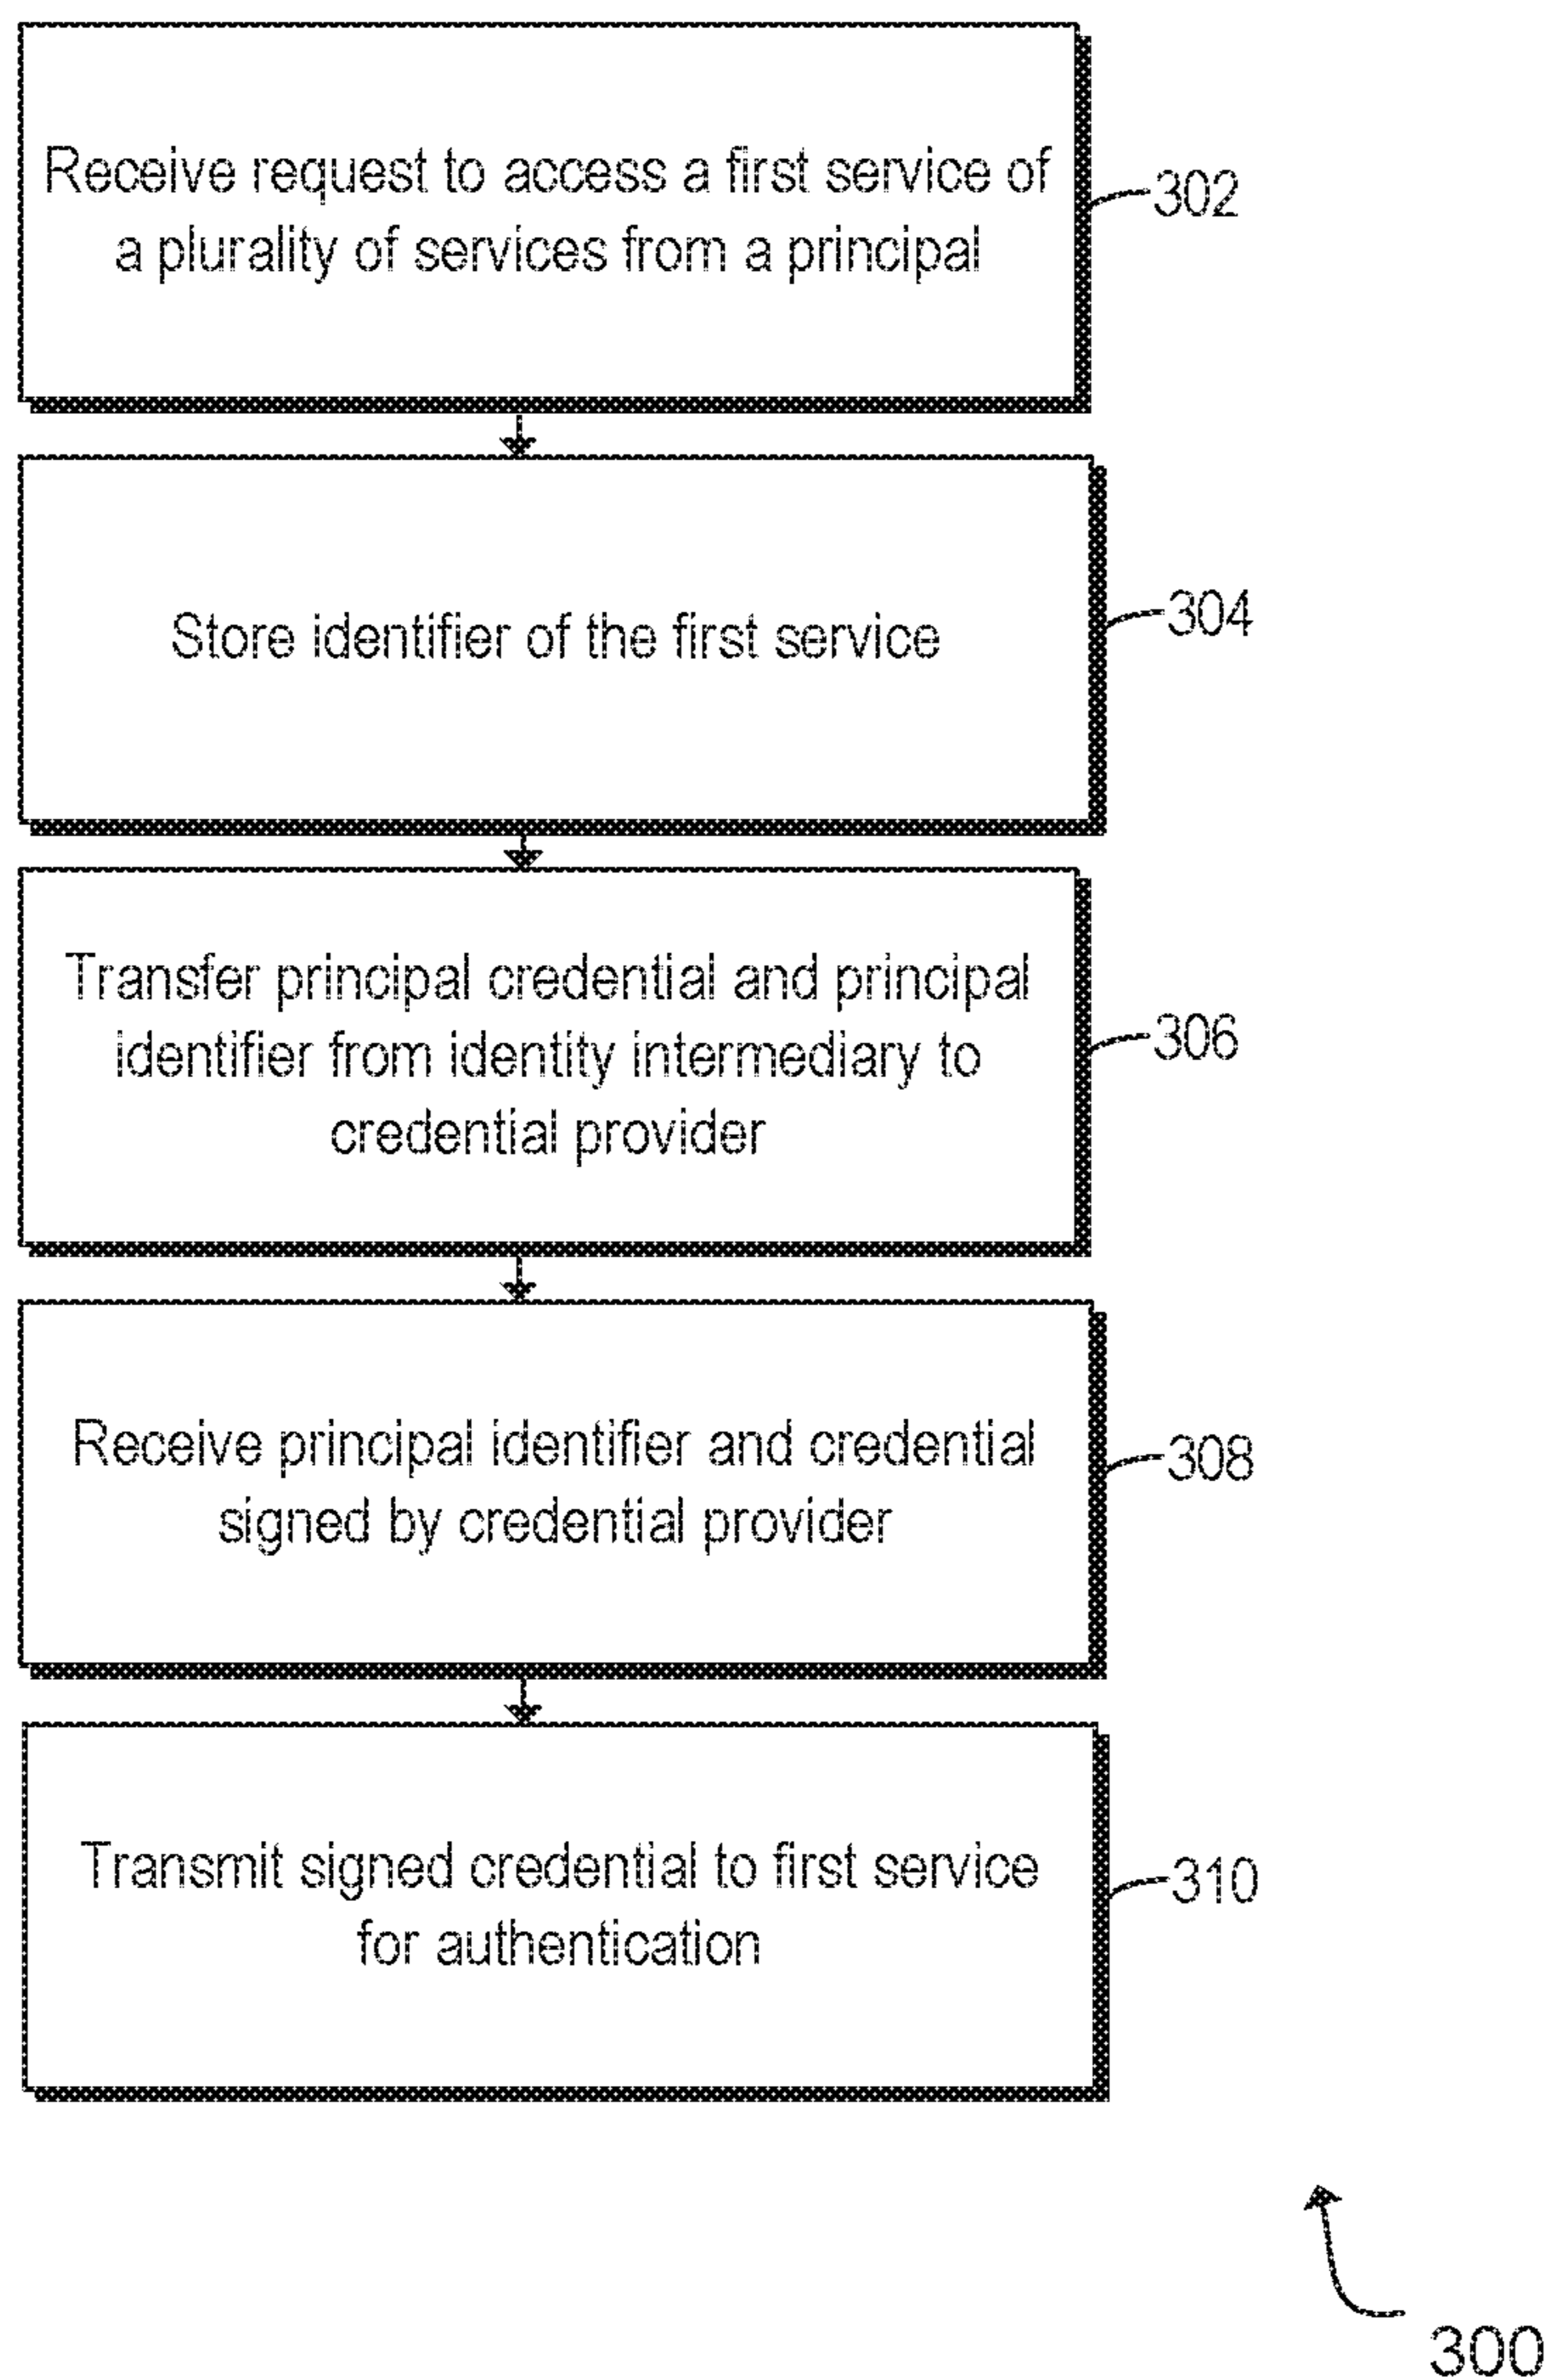 Receive request to access a first service of
a plurality of services from a principal
302
Store identifier of the first service
304
Transfer principal credential and principal
identifier from identity intermediary to
credential provider
306
Receive principal identifier and credential
signed by credential provider
308
Transmit signed credential to first service
for authentication
310
300